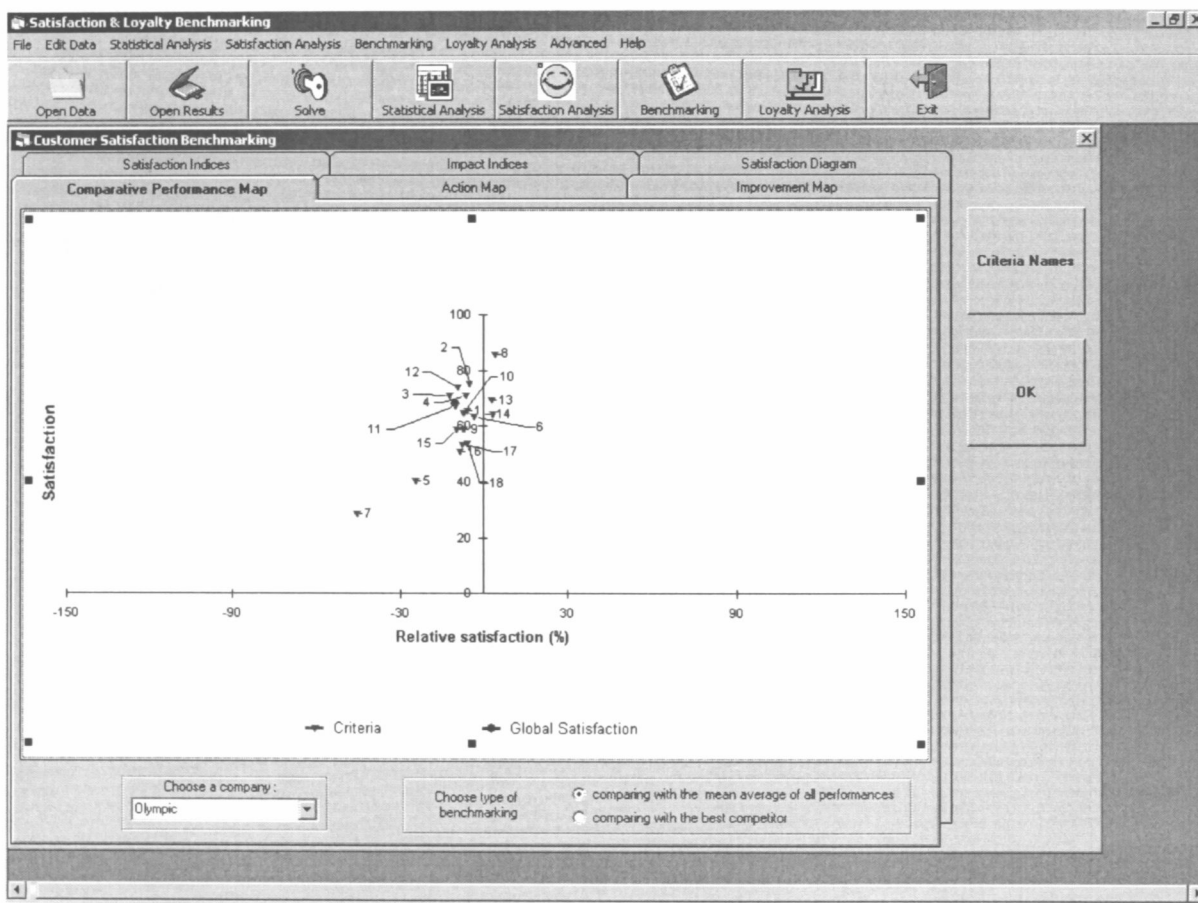 Satisfaction & Loyalty Benchmarking
File Edit Data Statistical Analysis Satisfaction Analysis Benchmarking Loyalty Analysis Advanced Help
Open Data Open Results Solve Statistical Analysis Satisfaction Analysis Benchmarking Loyalty Analysis Exit
Customer Satisfaction Benchmarking
Satisfaction Indices Impact Indices Satisfaction Diagram
Comparative Performance Map Action Map Improvement Map
Criteria Names
OK
Satisfaction
100
2 8
80
12 10
3 13
4 1 14
11 60 9 6
15 16 17
5 40 18
7
20
0
-150 -90 -30 30 90 150
Relative satisfaction (%)
Criteria Global Satisfaction
Choose a company :
Olympic
Choose type of
benchmarking
comparing with the mean average of all performances
comparing with the best competitor